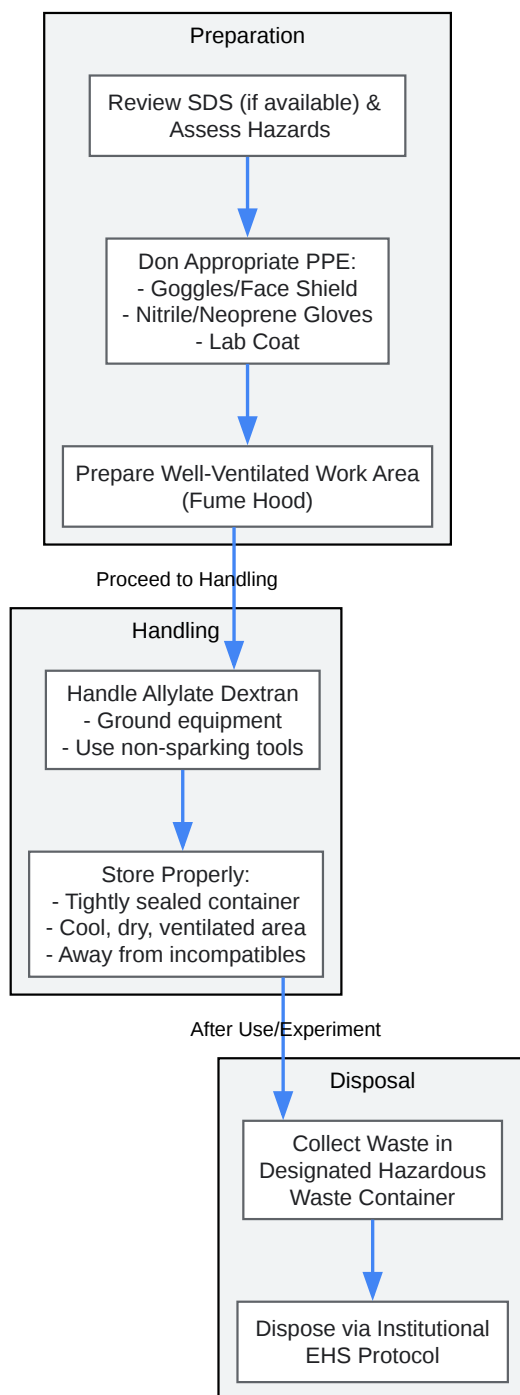 Preparation
Review SDS (if available) &
Assess Hazards
Don Appropriate PPE:
- Goggles/Face Shield
- Nitrile/Neoprene Gloves
- Lab Coat
Prepare Well-Ventilated Work Area
(Fume Hood)
Proceed to Handling
Handling
Handle Allylate Dextran
- Ground equipment
- Use non-sparking tools
Store Properly:
- Tightly sealed container
- Cool, dry, ventilated area
- Away from incompatibles
After Use/Experiment
Disposal
Collect Waste in
Designated Hazardous
Waste Container
Dispose via Institutional
EHS Protocol